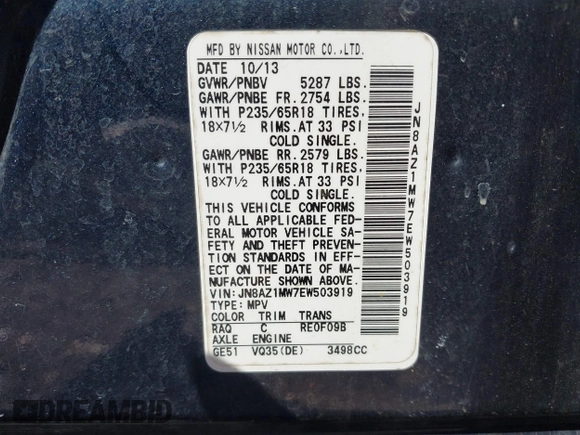 MFD BY NISSAN MOTOR CO.,LTD.
DATE 10/13
GVWR/PNBV 5287 LBS.
GAWR/PNBE FR. 2754 LBS.
WITH P235/65R18 TIRES,
18X7½ RIMS.AT 33 PSI
COLD SINGLE.
GAWR/PNBE RR. 2579 LBS.
WITH P235/65R18 TIRES,
18X7½ RIMS.AT 33 PSI
COLD SINGLE.
THIS VEHICLE CONFORMS
TO ALL APPLICABLE FED-
ERAL MOTOR VEHICLE SA-
FETY AND THEFT PREVEN-
TION STANDARDS IN EFFECT
ON THE DATE OF MA-
NUFACTURE SHOWN ABOVE.
VIN:JN8AZ1MW7EW503919
TYPE:MPV
COLOR TRIM TRANS
RAQ C RE0F09B
AXLE ENGINE
GE51 VQ35(DE) 3498CC
JN8AZ1MW7EW503919
DREAMBID